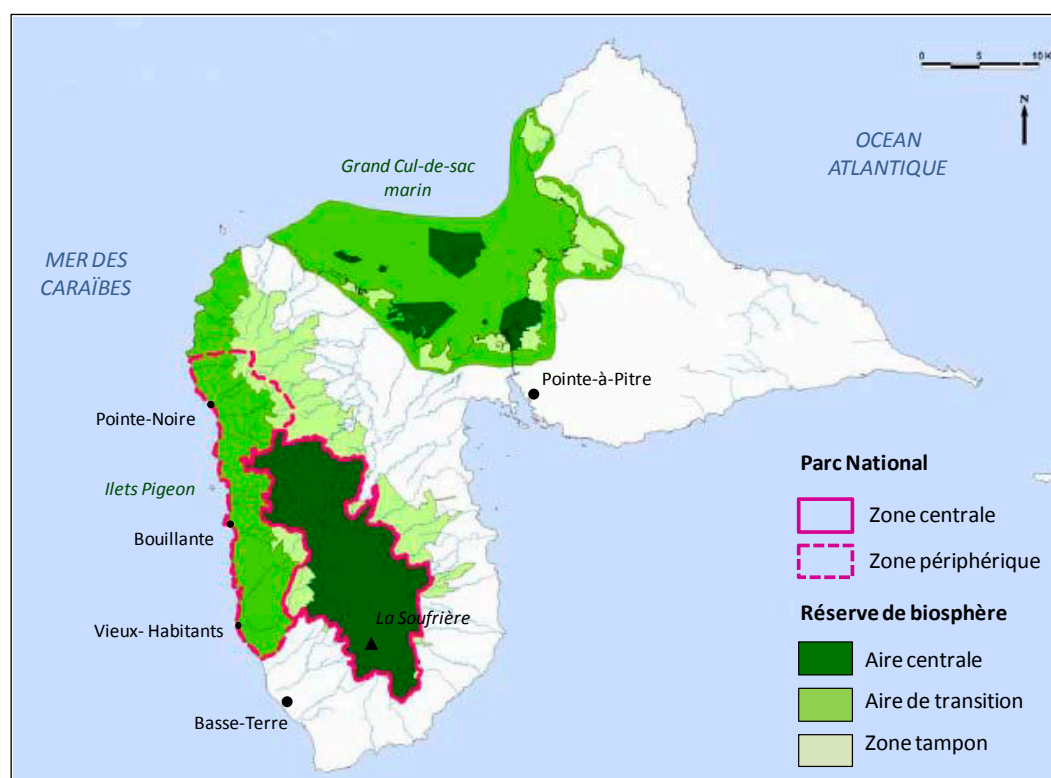 0 5 10 K
N
OCEAN
ATLANTIQUE
Grand Cul-de-sac
marin
MER DES
CARAÏBES
Pointe-à-Pitre
Pointe-Noire
Ilets Pigeon
Bouillante
Vieux- Habitants
La Soufrière
Basse-Terre
Parc National
Zone centrale
Zone périphérique
Réserve de biosphère
Aire centrale
Aire de transition
Zone tampon